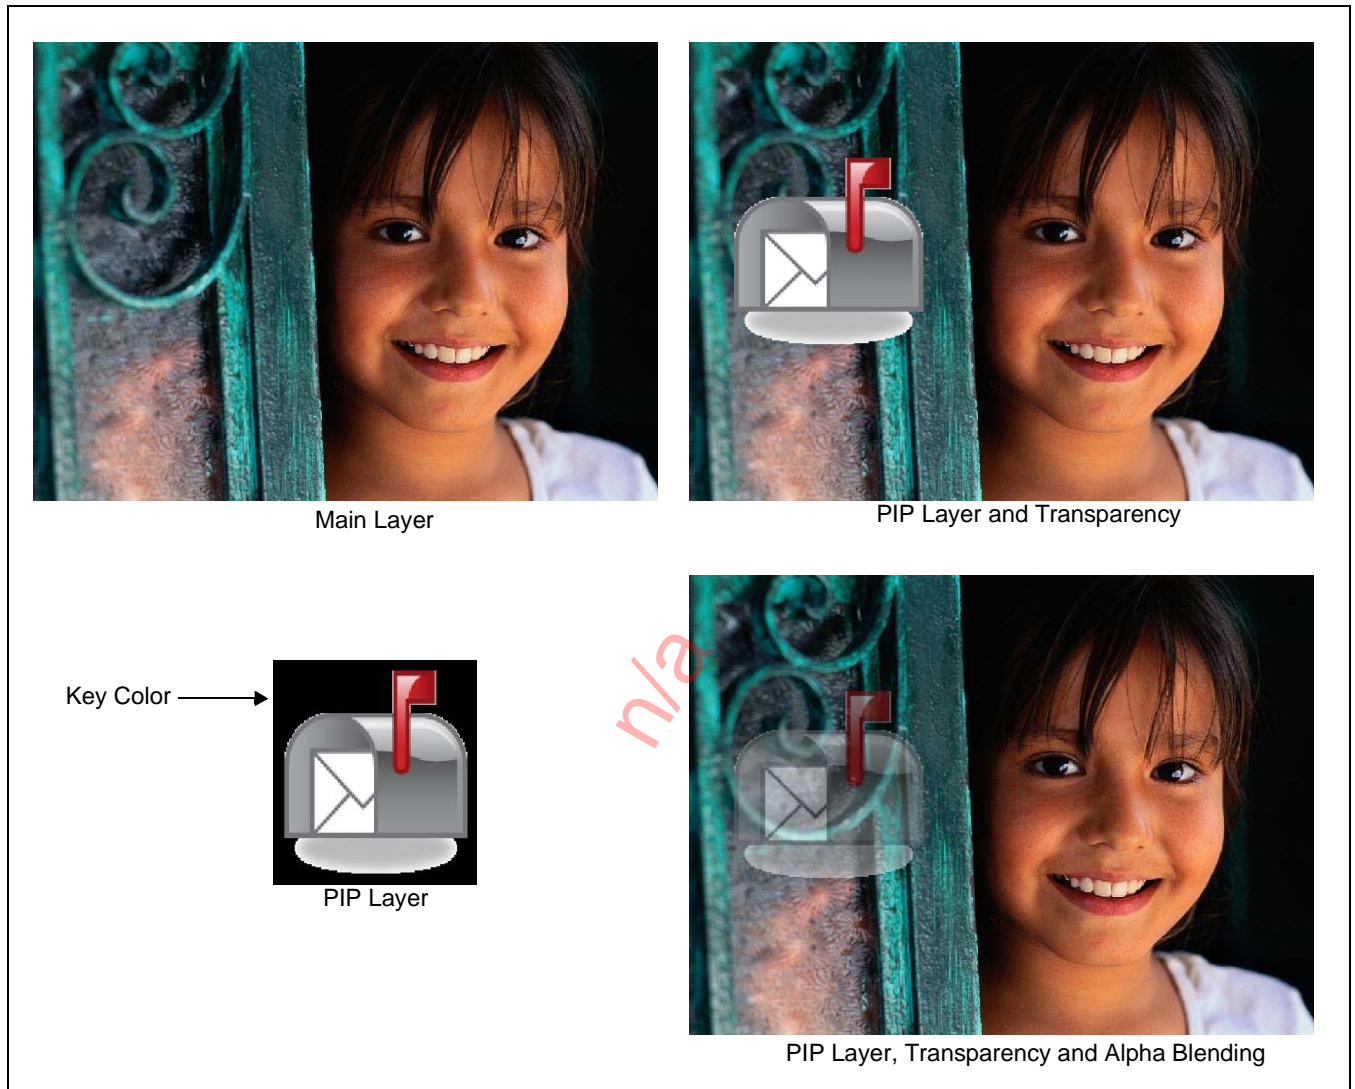 Main Layer
PIP Layer and Transparency
Key Color
PIP Layer
n/a
PIP Layer, Transparency and Alpha Blending